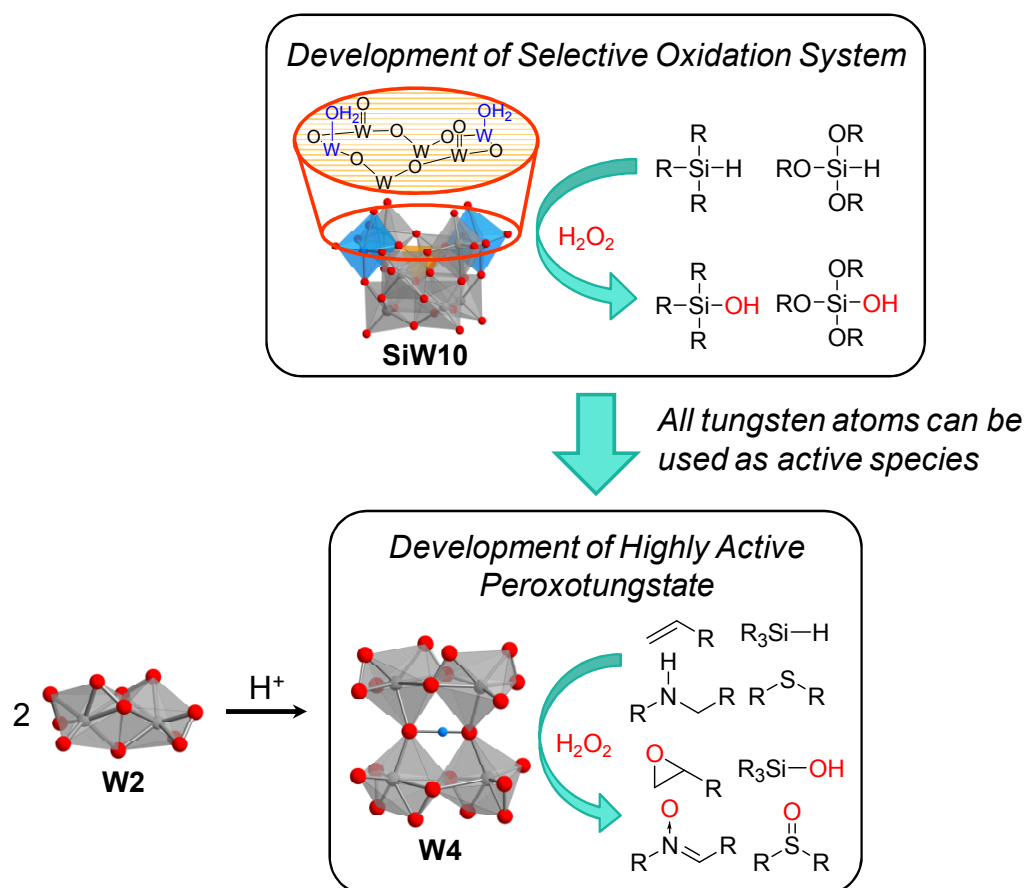 Development of Selective Oxidation System
O
OH2
OH2
O
O
W
O
W
W
O
W
O
W
O
O
W
R
R-Si-H
R
OR
RO-Si-H
OR
H2O2
R
R-Si-OH
R
OR
RO-Si-OH
OR
SiW10
All tungsten atoms can be
used as active species
Development of Highly Active
Peroxotungstate
R
R3Si-H
H
N
R
R
S
R
R
2
H+
H2O2
O
R
R3Si-OH
O
N
R
R
O
S
R
R
W2
W4